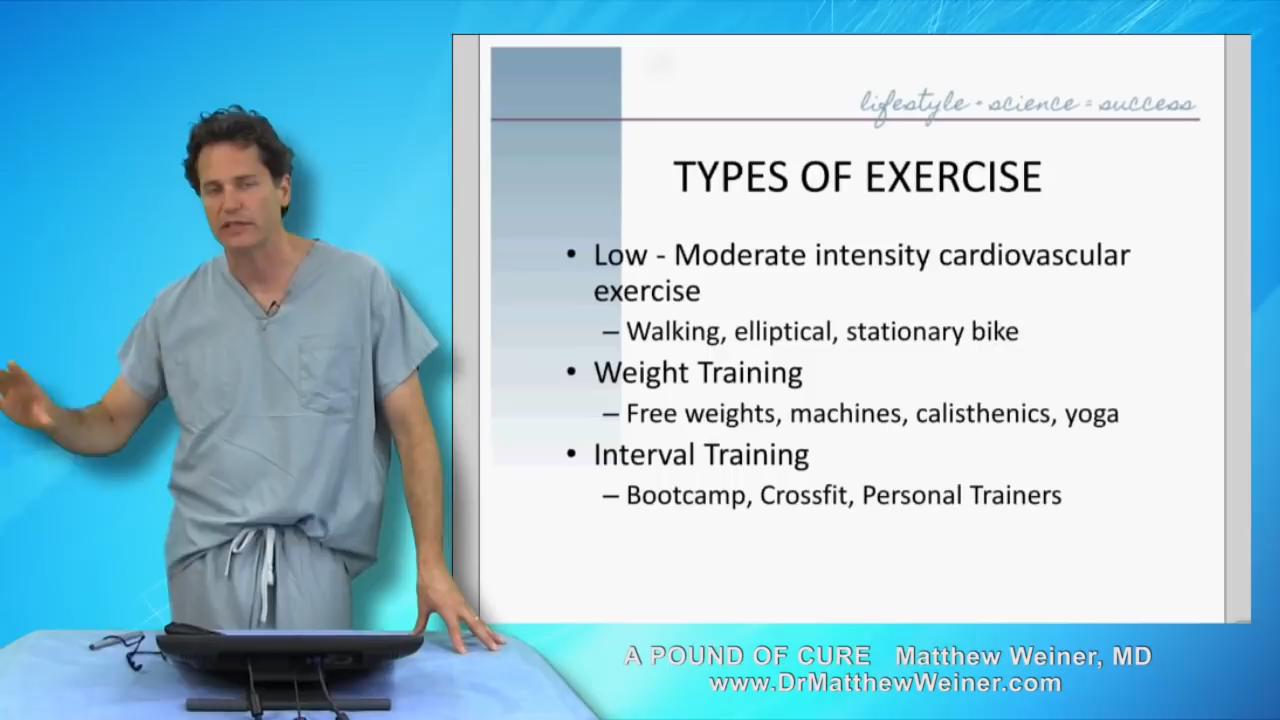 lifestyle + science = success
TYPES OF EXERCISE
• Low - Moderate intensity cardiovascular
exercise
– Walking, elliptical, stationary bike
• Weight Training
– Free weights, machines, calisthenics, yoga
• Interval Training
– Bootcamp, Crossfit, Personal Trainers
A POUND OF CURE Matthew Weiner, MD
www.DrMatthewWeiner.com